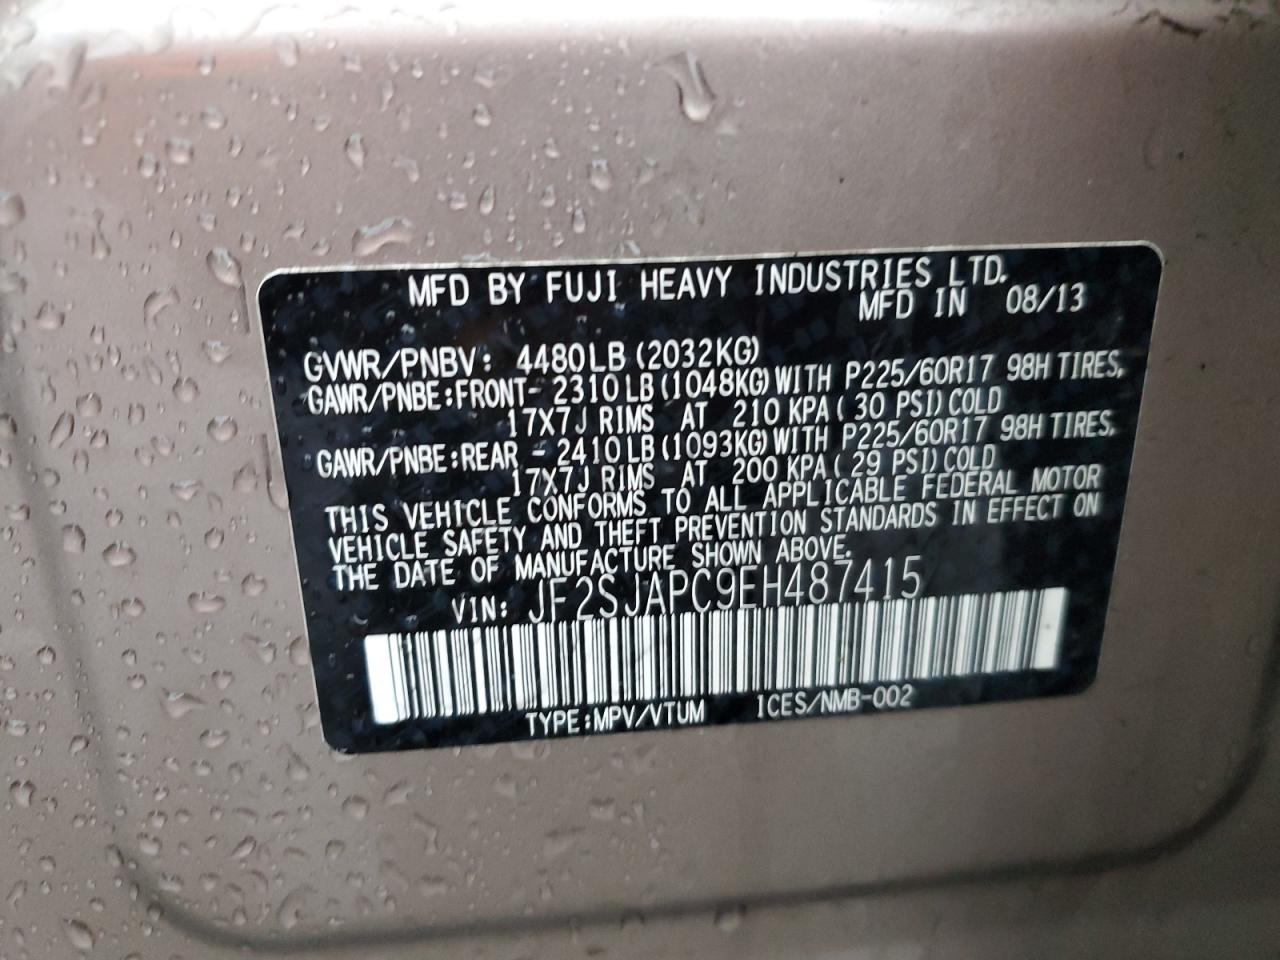 MFD BY FUJI HEAVY INDUSTRIES LTD.
MFD IN 08/13
GVWR/PNBV: 4480LB (2032KG)
GAWR/PNBE:FRONT- 2310LB(1048KG)WITH P225/60R17 98H TIRES,
17X7J RIMS AT 210 KPA( 30 PSI)COLD
GAWR/PNBE:REAR - 2410LB(1093KG)WITH P225/60R17 98H TIRES,
17X7J RIMS AT 200 KPA( 29 PSI)COLD
THIS VEHICLE CONFORMS TO ALL APPLICABLE FEDERAL MOTOR
VEHICLE SAFETY AND THEFT PREVENTION STANDARDS IN EFFECT ON
THE DATE OF MANUFACTURE SHOWN ABOVE.
VIN: JF2SJAPC9EH487415
TYPE:MPV/VTUM ICES/NMB-002